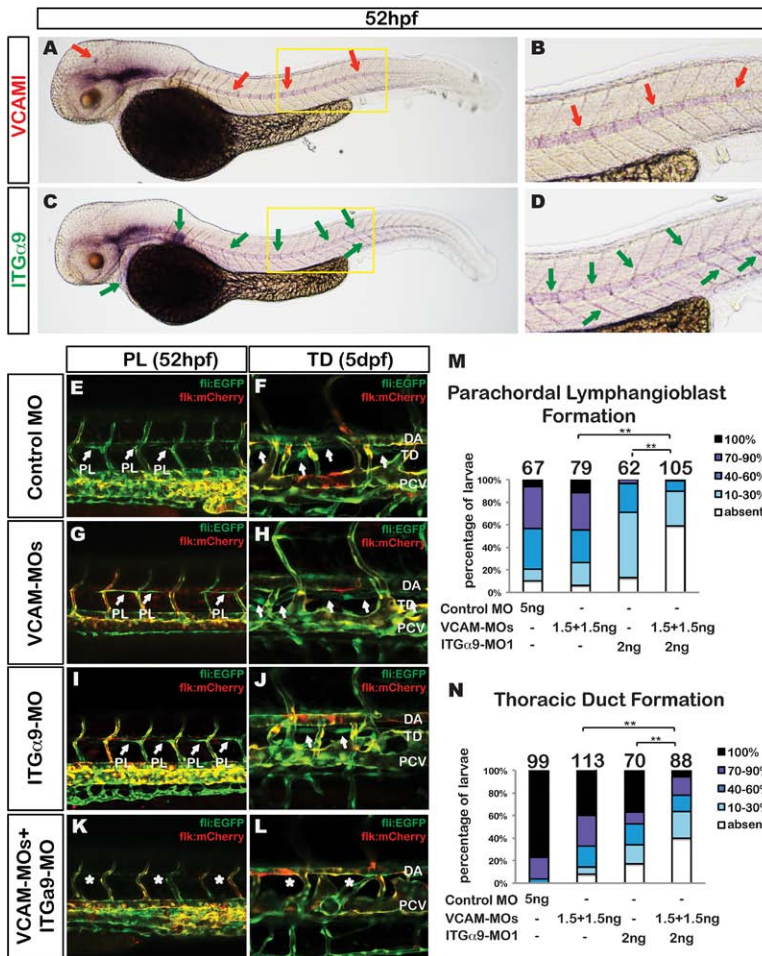 52hpf
VCAMI
A
B
ITGα9
C
D
PL (52hpf)
TD (5dpf)
Control MO
E
fli:EGFP
flk:mCherry
PL
PL
PL
F
fli:EGFP
flk:mCherry
DA
TD
PCV
VCAM-MOs
G
fli:EGFP
flk:mCherry
PL
PL
PL
H
fli:EGFP
flk:mCherry
DA
TD
PCV
ITGα9-MO
I
fli:EGFP
flk:mCherry
PL
PL
PL
J
fli:EGFP
flk:mCherry
DA
TD
PCV
VCAM-MOs+
ITGa9-MO
K
fli:EGFP
flk:mCherry
* * *
L
fli:EGFP
flk:mCherry
DA
* *
PCV
M
Parachordal Lymphangioblast
Formation
**
**
67 79 62 105
percentage of larvae
100%
80%
60%
40%
20%
0%
100%
70-90%
40-60%
10-30%
absent
Control MO 5ng - - -
VCAM-MOs - 1.5+1.5ng - 1.5+1.5ng
ITGα9-MO1 - - 2ng 2ng
N
Thoracic Duct Formation
**
**
99 113 70 88
percentage of larvae
100%
80%
60%
40%
20%
0%
100%
70-90%
40-60%
10-30%
absent
Control MO 5ng - - -
VCAM-MOs - 1.5+1.5ng - 1.5+1.5ng
ITGα9-MO1 - - 2ng 2ng